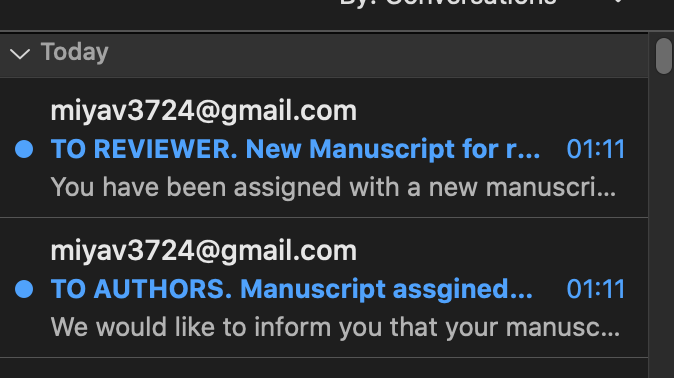 By: Conversations
Today
miyav3724@gmail.com
TO REVIEWER. New Manuscript for r... 01:11
You have been assigned with a new manuscri...
miyav3724@gmail.com
TO AUTHORS. Manuscript assgined... 01:11
We would like to inform you that your manusc...